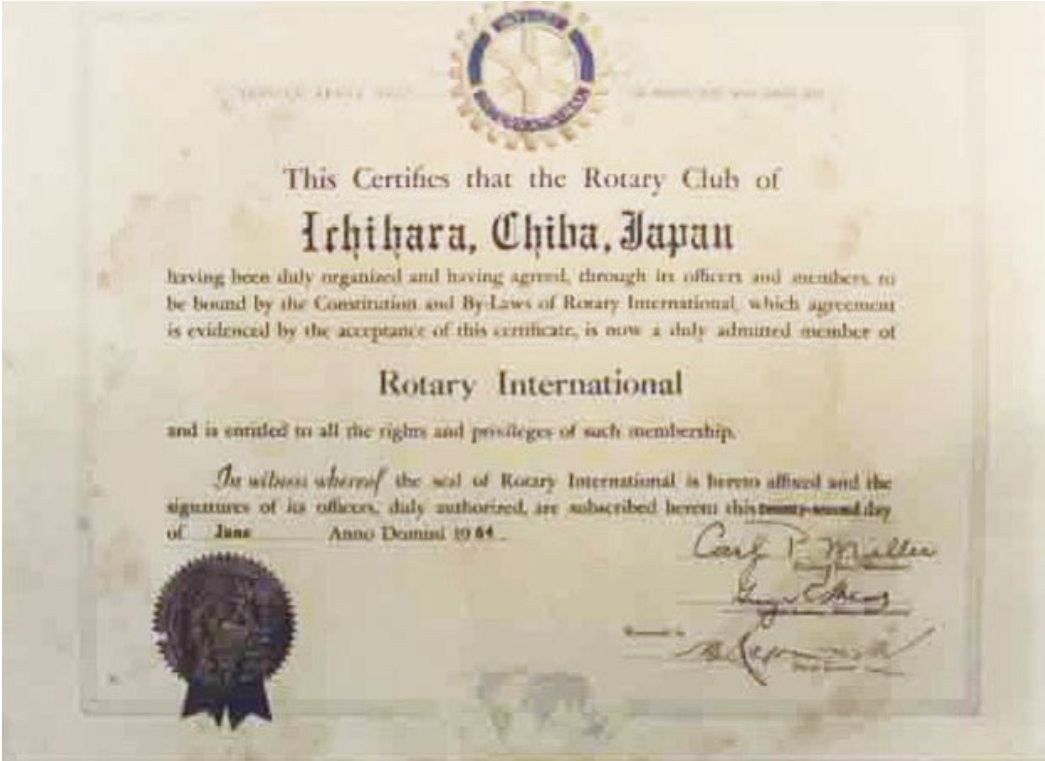 This Certifies that the Rotary Club of
Ichihara, Chiba, Japan
having been duly organized and having agreed, through its officers and members, to
be bound by the Constitution and By-Laws of Rotary International, which agreement
is evidenced by the acceptance of this certificate, is now a duly admitted member of
Rotary International
and is entitled to all the rights and privileges of such membership.
In witness whereof the seal of Rotary International is hereto affixed and the
signatures of its officers, duly authorized, are subscribed hereto this twenty-second day
of June Anno Domini 1964.
Carl P. Miller